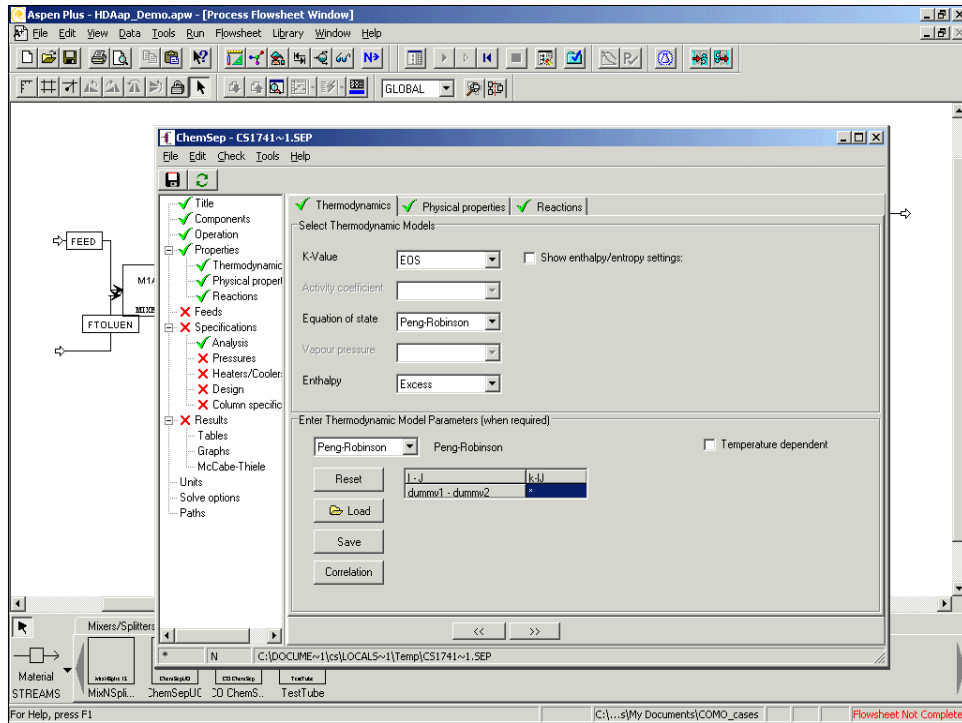 Aspen Plus - HDAap_Demo.apw - [Process Flowsheet Window]
File Edit View Data Tools Run Flowsheet Library Window Help
N>
GLOBAL
ChemSep - CS1741~1.SEP
File Edit Check Tools Help
Title
Components
Operation
Properties
Thermodynamic
Physical propert
Reactions
Feeds
Specifications
Analysis
Pressures
Heaters/Coolers
Design
Column specific
Results
Tables
Graphs
McCabe-Thiele
Units
Solve options
Paths
Thermodynamics Physical properties Reactions
Select Thermodynamic Models
K-Value EOS Show enthalpy/entropy settings:
Activity coefficient
Equation of state Peng-Robinson
Vapour pressure
Enthalpy Excess
Enter Thermodynamic Model Parameters (when required)
Peng-Robinson Peng-Robinson Temperature dependent
Reset
I - J k-IJ
dummy1 - dummy2 *
Load
Save
Correlation
<< >>
* N C:\DOCUME~1\cs\LOCALS~1\Temp\CS1741~1.SEP
FEED
M1A
MIXE
FTOLUEN
Mixers/Splitters
Material
STREAMS
MixNSpli... ChemSepUO CO ChemS.. TestTube
For Help, press F1 C:\...s\My Documents\COMO_cases Flowsheet Not Complete